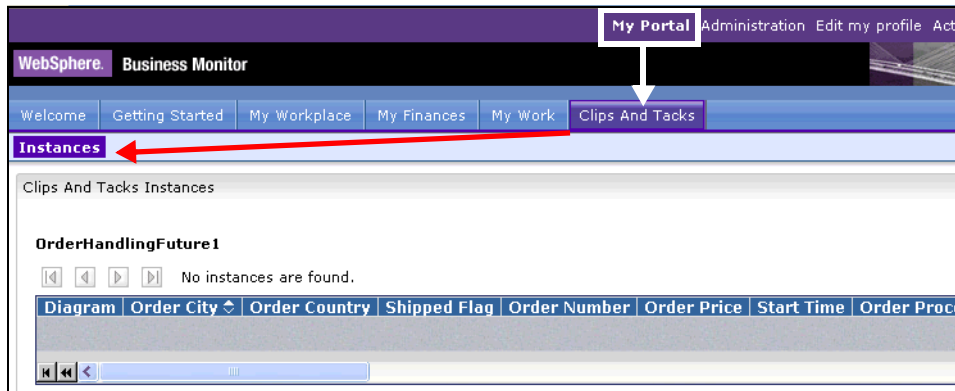 My Portal Administration Edit my profile Act
WebSphere. Business Monitor
Welcome Getting Started My Workplace My Finances My Work Clips And Tacks
Instances
Clips And Tacks Instances
OrderHandlingFuture1
No instances are found.
Diagram Order City Order Country Shipped Flag Order Number Order Price Start Time Order Proce